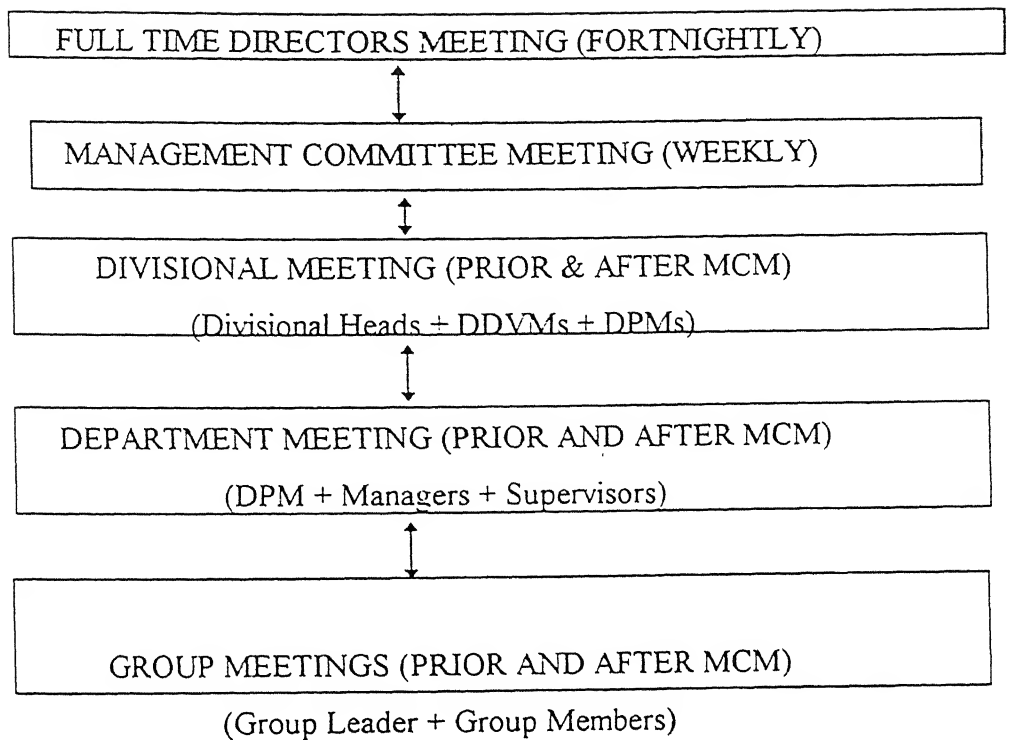 FULL TIME DIRECTORS MEETING (FORTNIGHTLY)
MANAGEMENT COMMITTEE MEETING (WEEKLY)
DIVISIONAL MEETING (PRIOR & AFTER MCM)
(Divisional Heads + DDVMs + DPMs)
DEPARTMENT MEETING (PRIOR AND AFTER MCM)
(DPM + Managers + Supervisors)
GROUP MEETINGS (PRIOR AND AFTER MCM)
(Group Leader + Group Members)